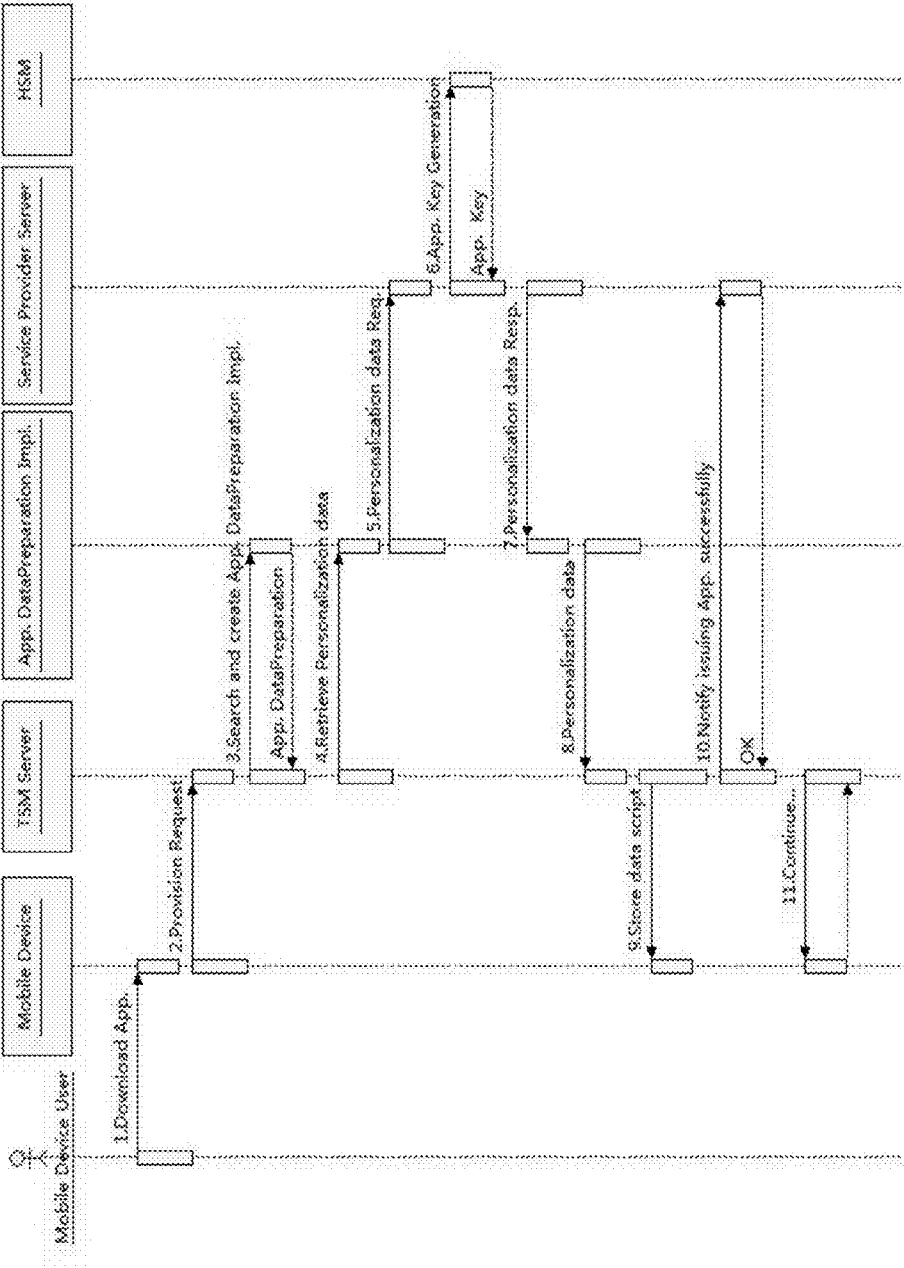 Mobile Device User
Mobile Device
TSM Server
App. DataPreparation Impl.
Service Provider Server
HSM
1.Download App.
2.Provision Request
3.Search and create App. DataPreparation Impl.
App. DataPreparation
4.Retrieve Personalization data
5.Personalization data Req.
6.App. Key Generation
App. Key
7.Personalization data Resp.
8.Personalization data
9.Store data script
10.Notify issuing App. successfully
OK
11.Continue...